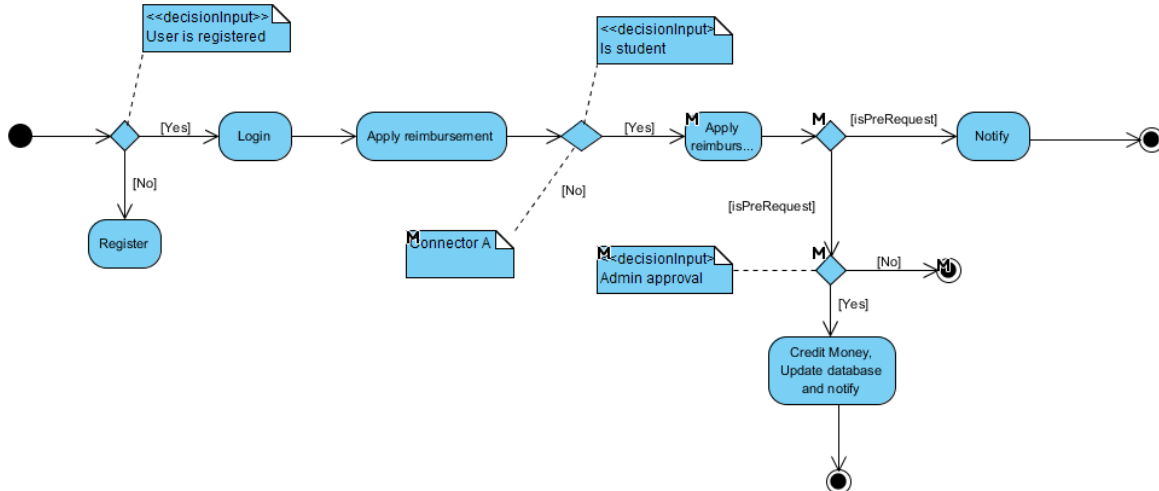 <<decisionInput>>
User is registered
<<decisionInput>
Is student
[Yes]
Login
Apply reimbursement
[Yes]
M
Apply
reimburs...
M
[isPreRequest]
Notify
[No]
Register
[No]
M
Connector A
[isPreRequest]
M
<<decisionInput>
Admin approval
M
[No]
M
[Yes]
Credit Money,
Update database
and notify